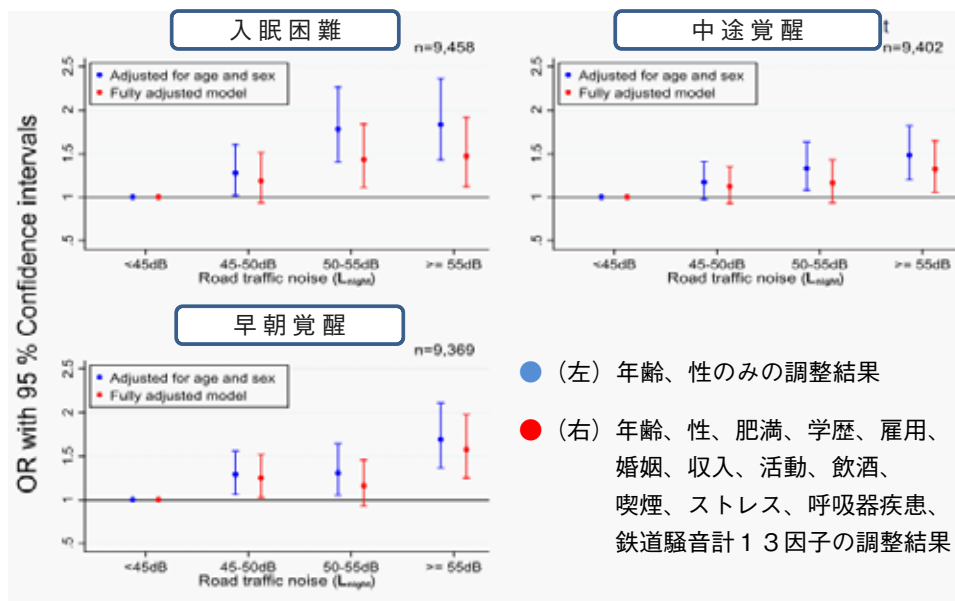 入眠困難
n=9,458
OR with 95 % Confidence intervals
2.5
2
1.5
1
.5
Adjusted for age and sex
Fully adjusted model
<45dB
45-50dB
50-55dB
>= 55dB
Road traffic noise (Lnight)
中途覚醒
t
n=9,402
2.5
2
1.5
1
.5
Adjusted for age and sex
Fully adjusted model
<45dB
45-50dB
50-55dB
>= 55dB
Road traffic noise (Lnight)
早朝覚醒
n=9,369
2.5
2
1.5
1
.5
Adjusted for age and sex
Fully adjusted model
<45dB
45-50dB
50-55dB
>= 55dB
Road traffic noise (Lnight)
（左）年齢、性のみの調整結果
（右）年齢、性、肥満、学歴、雇用、
婚姻、収入、活動、飲酒、
喫煙、ストレス、呼吸器疾患、
鉄道騒音計１３因子の調整結果